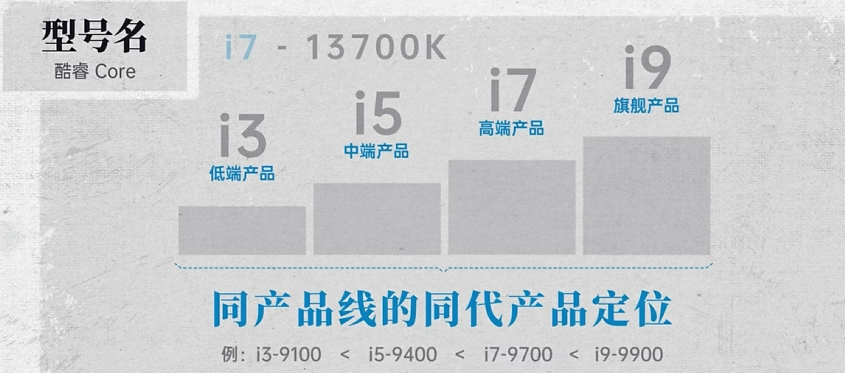 型号名
酷睿 Core
i7 - 13700K
i3
低端产品
i5
中端产品
i7
高端产品
i9
旗舰产品
同产品线的同代产品定位
例：i3-9100 < i5-9400 < i7-9700 < i9-9900